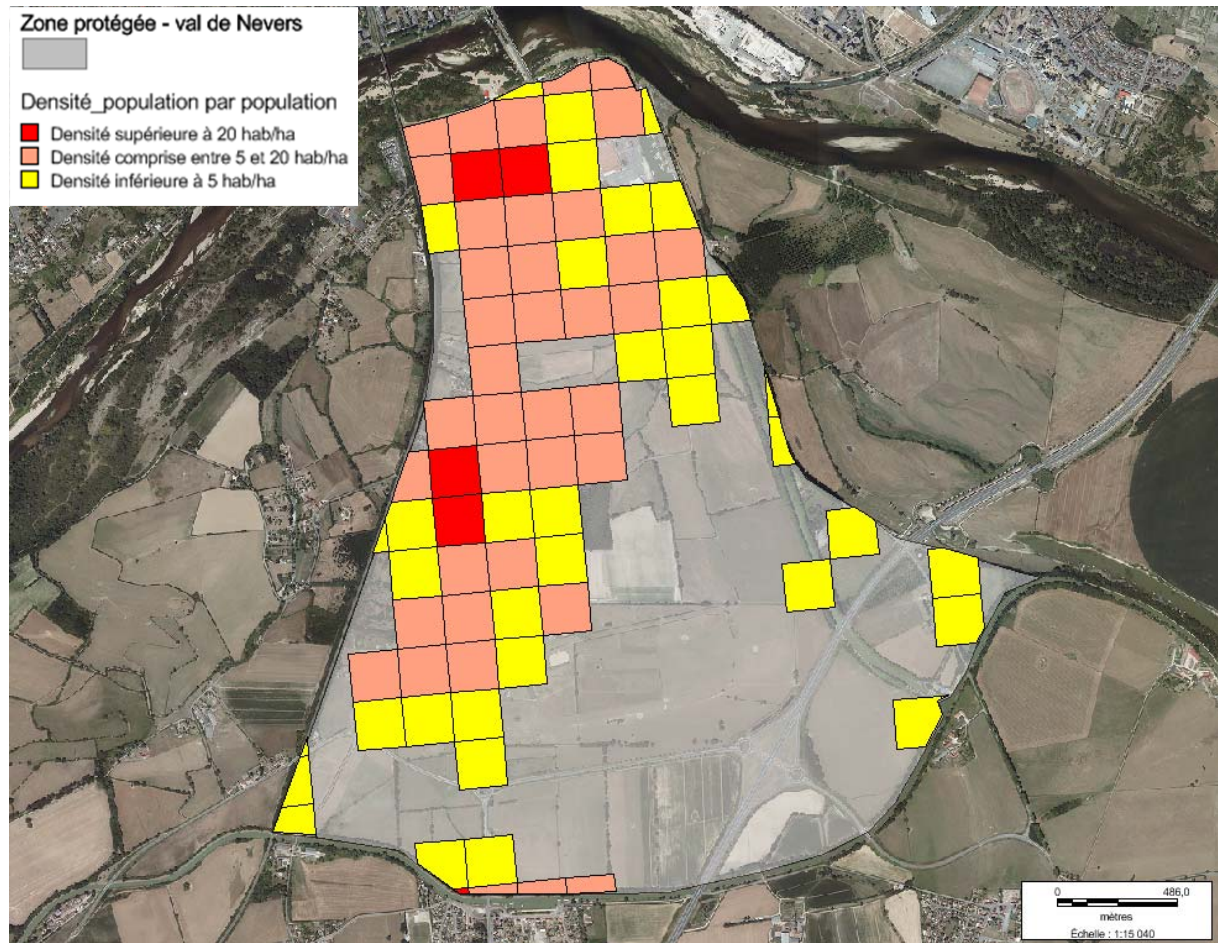 Zone protégée - val de Nevers
Densité_population par population
Densité supérieure à 20 hab/ha
Densité comprise entre 5 et 20 hab/ha
Densité inférieure à 5 hab/ha
0 486,0
mètres
Échelle : 1:15 040